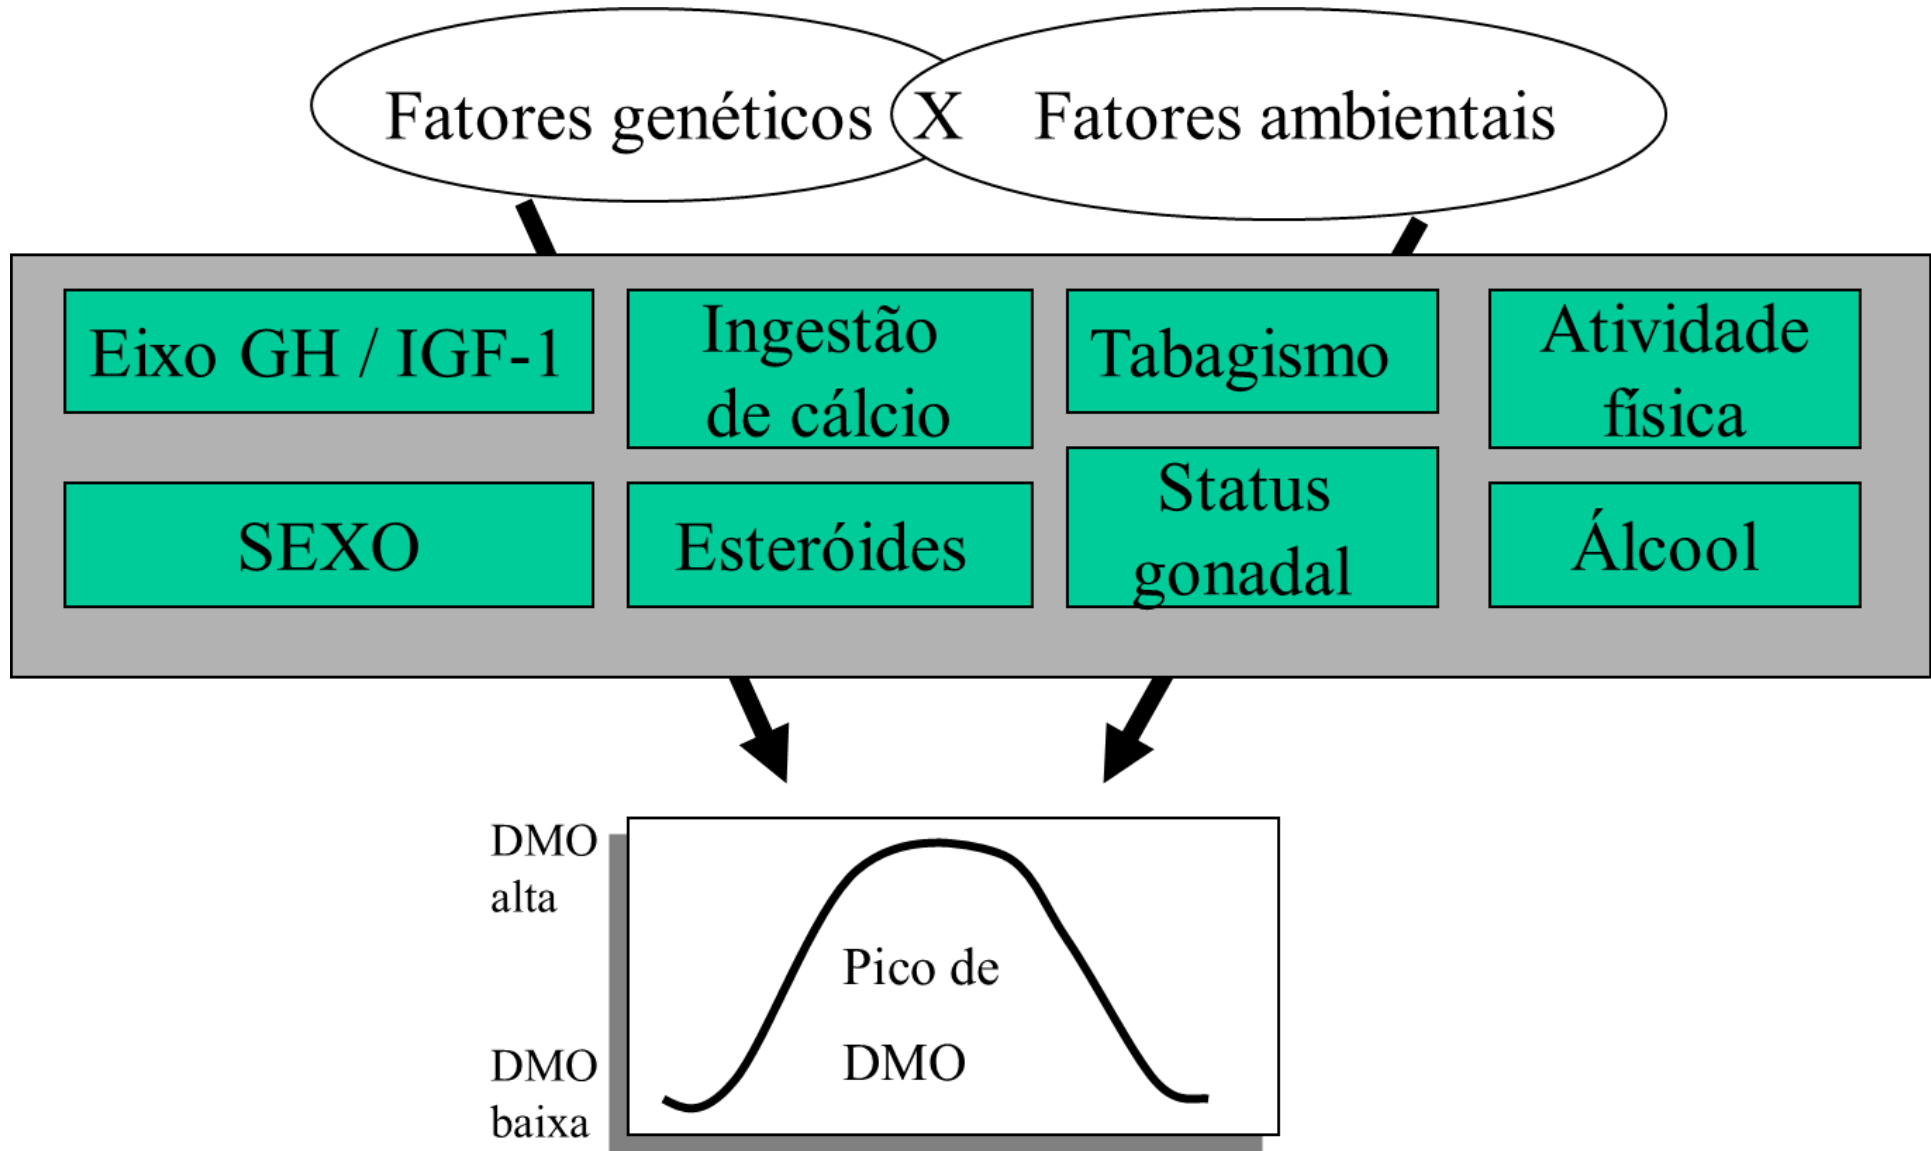 Fatores genéticos X Fatores ambientais
Eixo GH / IGF-1
Ingestão
de cálcio
Tabagismo
Atividade
física
SEXO
Esteróides
Status
gonadal
Álcool
DMO
alta
Pico de
DMO
DMO
baixa